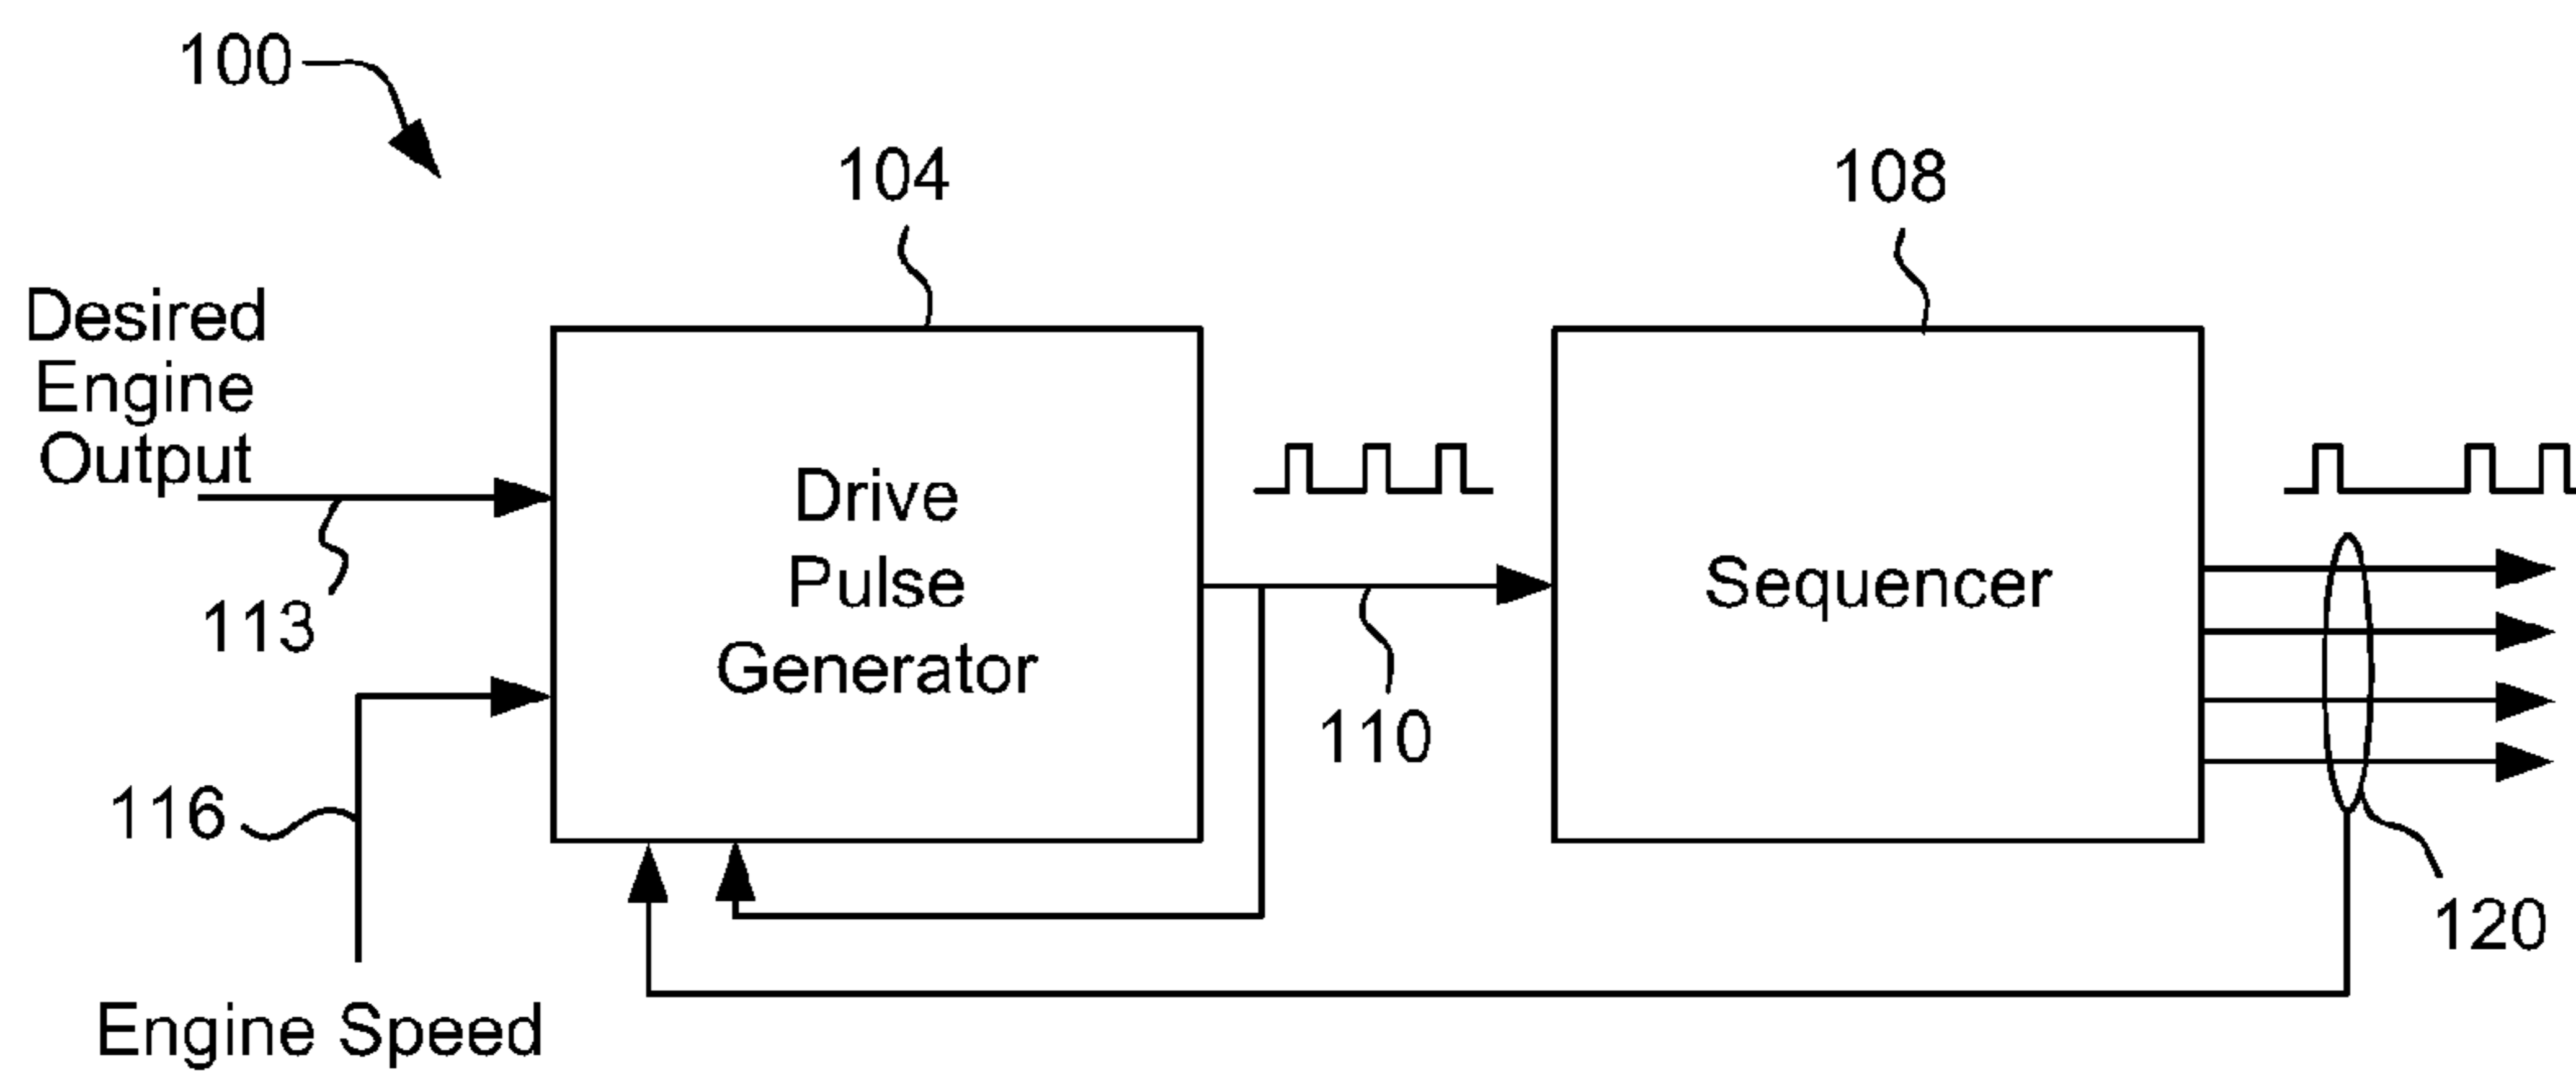 100
104
108
Desired
Engine
Output
Drive
Pulse
Generator
Sequencer
113
110
116
120
Engine Speed